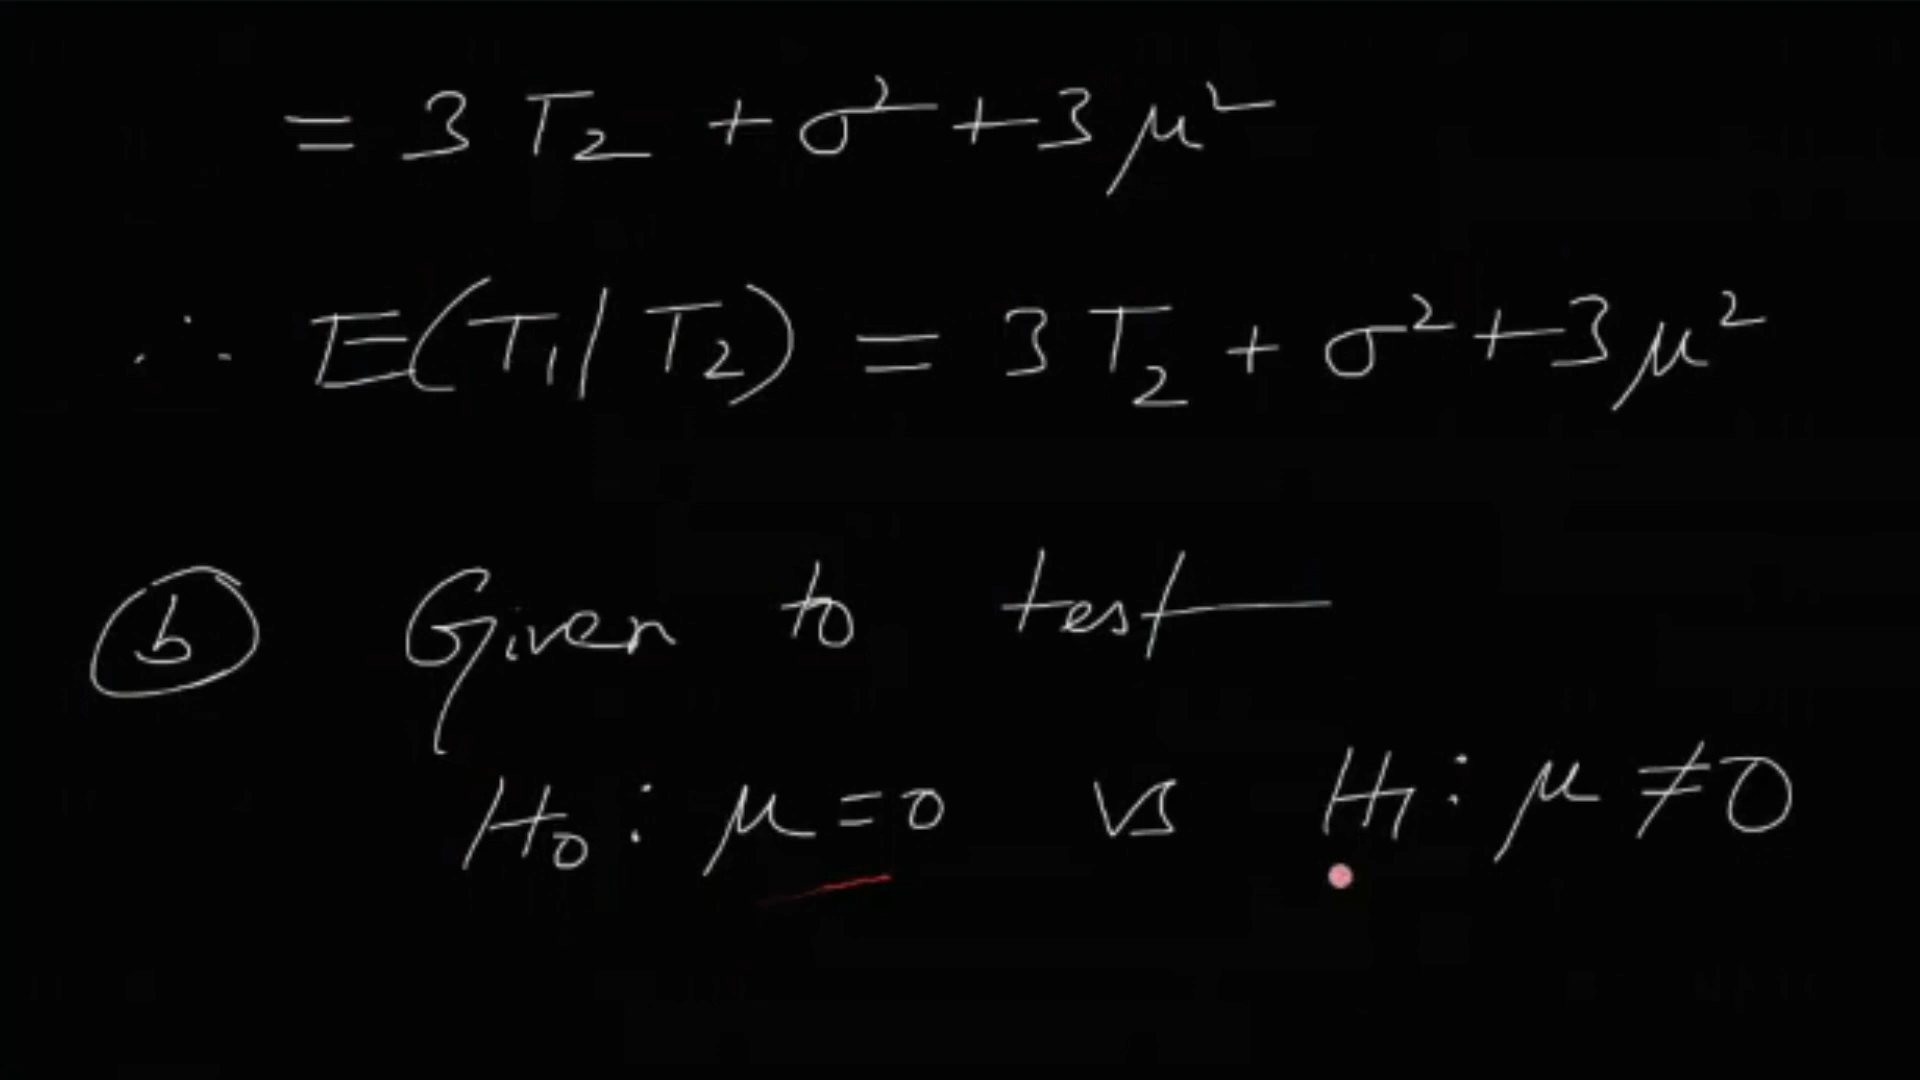 = 3 T₂ + σ² + 3 μ²
∴ E(T₁ / T₂) = 3 T₂ + σ² + 3 μ²
(b) Given to test
H₀ : μ = 0 vs H₁ : μ ≠ 0